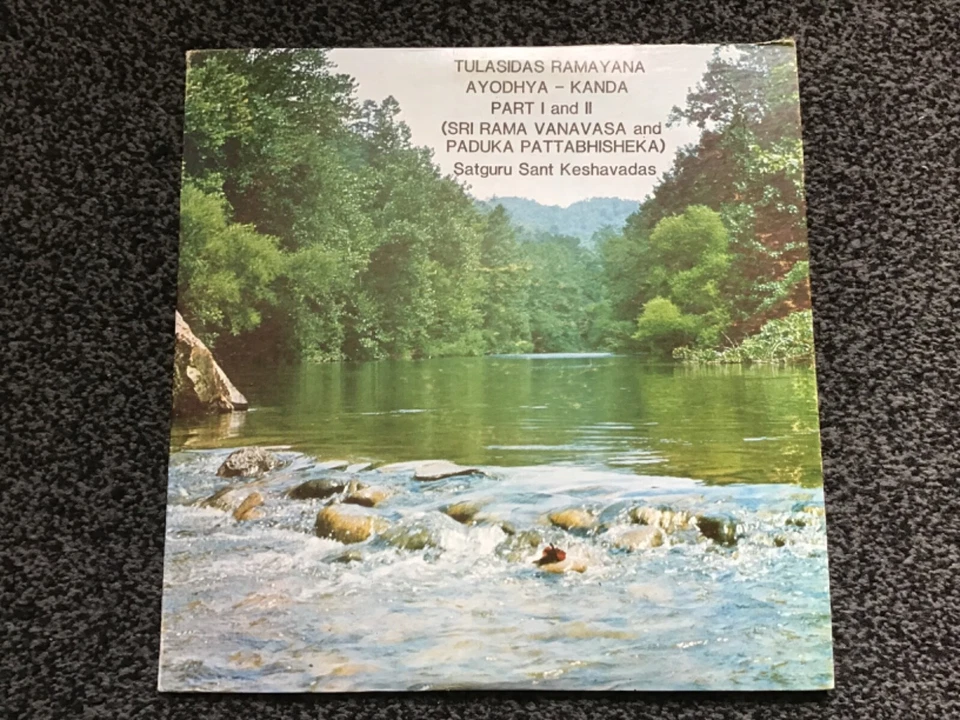 TULASIDAS RAMAYANA
AYODHYA - KANDA
PART I and II
(SRI RAMA VANAVASA and
PADUKA PATTABHISHEKA)
Satguru Sant Keshavadas